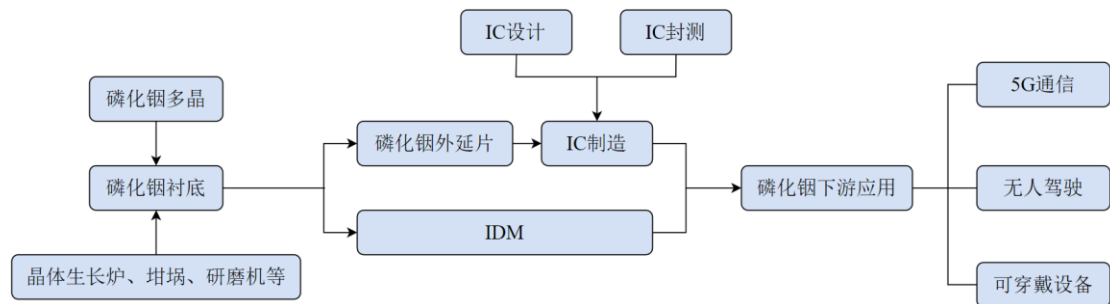 IC设计
IC封测
磷化铟多晶
5G通信
磷化铟外延片
IC制造
磷化铟衬底
磷化铟下游应用
无人驾驶
IDM
晶体生长炉、坩埚、研磨机等
可穿戴设备